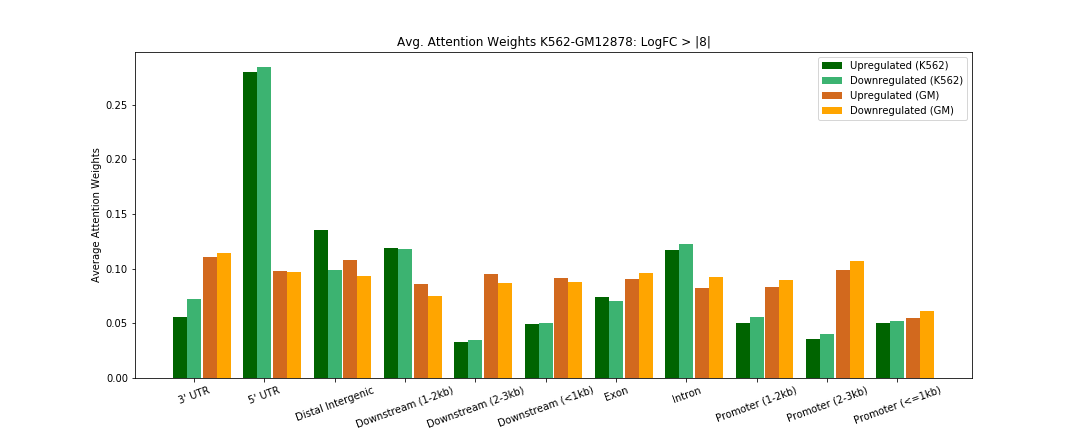 Avg. Attention Weights K562-GM12878: LogFC > |8|
Upregulated (K562)
Downregulated (K562)
Upregulated (GM)
Downregulated (GM)
Average Attention Weights
0.25
0.20
0.15
0.10
0.05
0.00
3' UTR
5' UTR
Distal Intergenic
Downstream (1-2kb)
Downstream (2-3kb)
Downstream (<1kb)
Exon
Intron
Promoter (1-2kb)
Promoter (2-3kb)
Promoter (<=1kb)